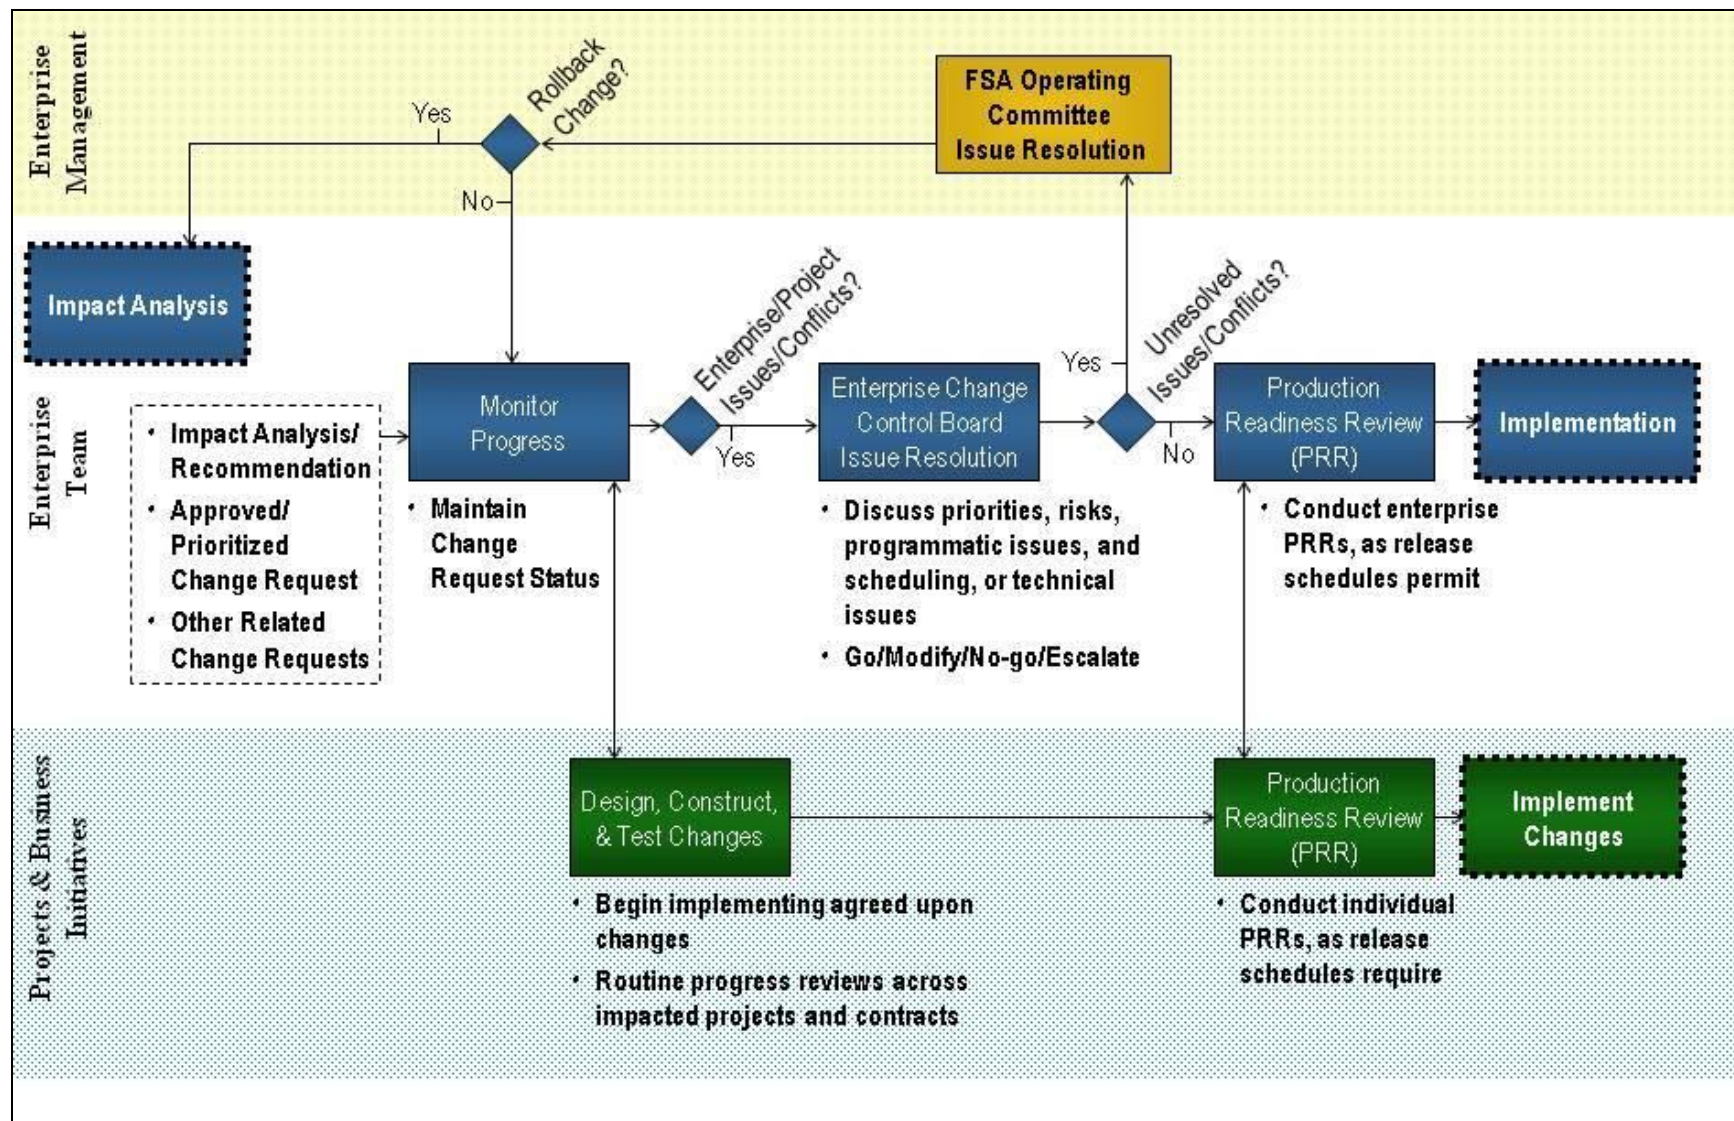 Enterprise
Management
Rollback
Change?
Yes
No
FSA Operating
Committee
Issue Resolution
Enterprise
Team
Impact Analysis
• Impact Analysis/
Recommendation
• Approved/
Prioritized
Change Request
• Other Related
Change Requests
Monitor
Progress
• Maintain
Change
Request Status
Enterprise/Project
Issues/Conflicts?
Yes
Enterprise Change
Control Board
Issue Resolution
• Discuss priorities, risks,
programmatic issues, and
scheduling, or technical
issues
• Go/Modify/No-go/Escalate
Unresolved
Issues/Conflicts?
Yes
No
Production
Readiness Review
(PRR)
• Conduct enterprise
PRRs, as release
schedules permit
Implementation
Projects & Business
Initiatives
Design, Construct,
& Test Changes
• Begin implementing agreed upon
changes
• Routine progress reviews across
impacted projects and contracts
Production
Readiness Review
(PRR)
• Conduct individual
PRRs, as release
schedules require
Implement
Changes